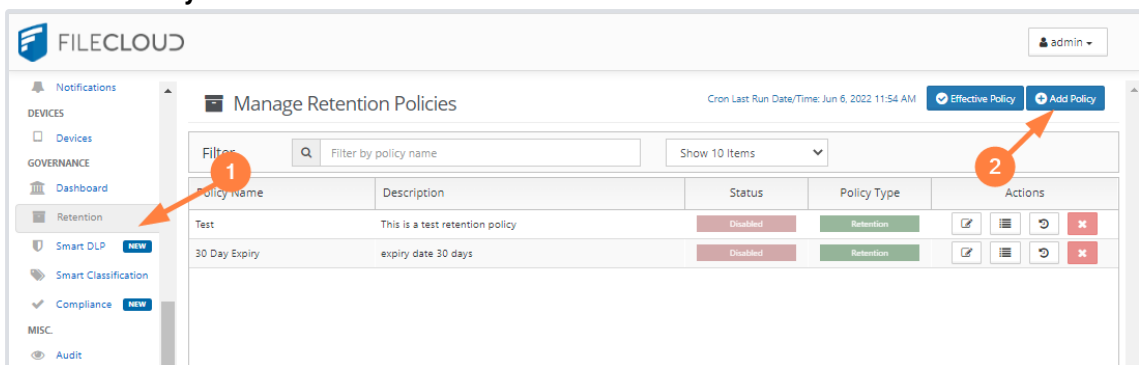 FILECLOUD
admin
Notifications
DEVICES
Devices
GOVERNANCE
Dashboard
Retention
Smart DLP NEW
Smart Classification
Compliance NEW
MISC.
Audit
Manage Retention Policies
Cron Last Run Date/Time: Jun 6, 2022 11:54 AM
Effective Policy
Add Policy
1
2
Filter
Filter by policy name
Show 10 Items
Policy Name Description Status Policy Type Actions
Test This is a test retention policy Disabled Retention
30 Day Expiry expiry date 30 days Disabled Retention